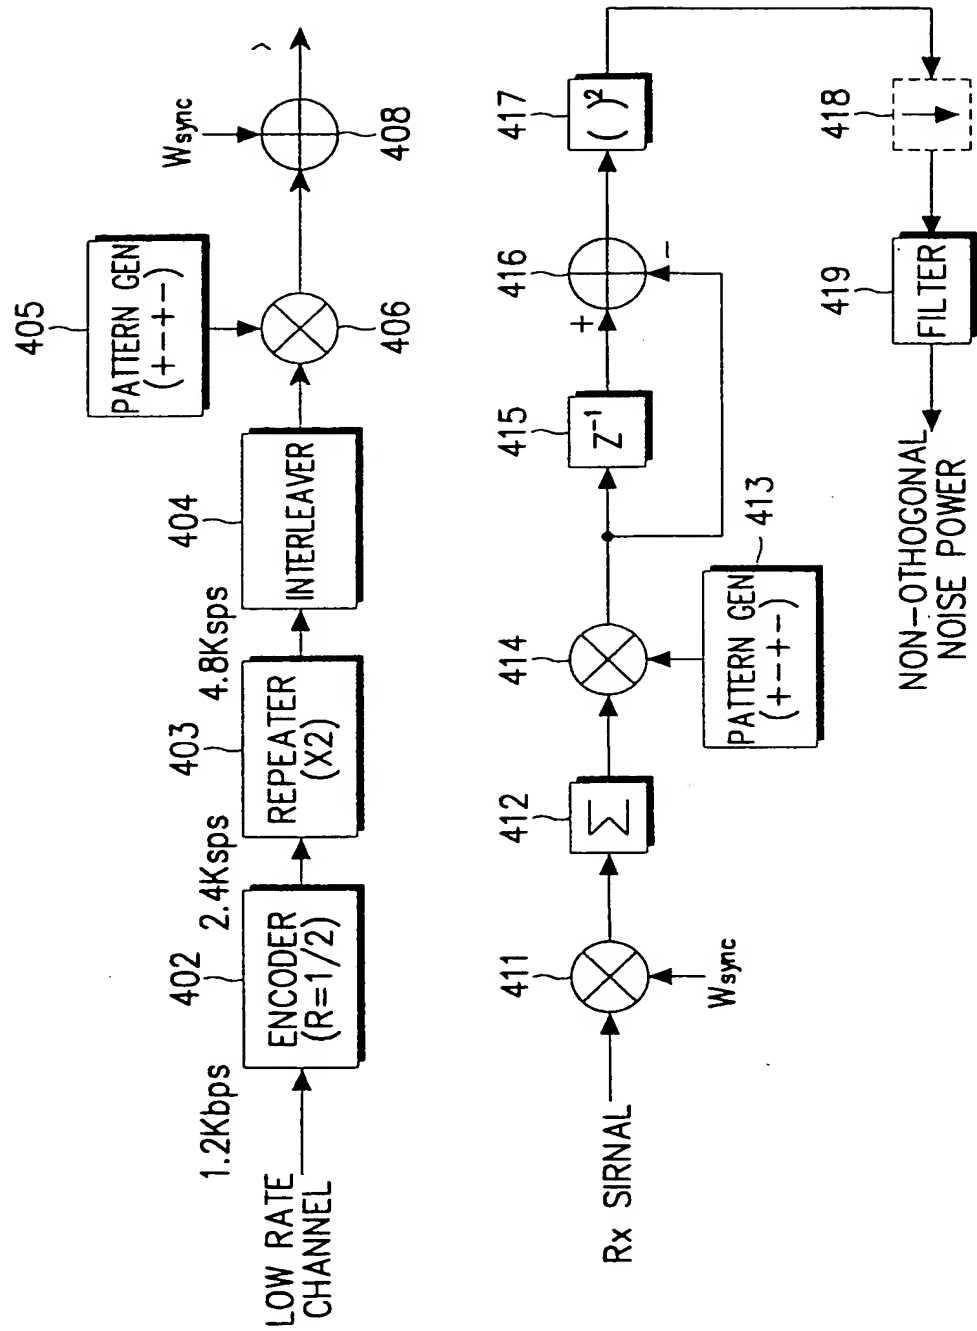 LOW RATE
CHANNEL
1.2Kbps
402
ENCODER
(R=1/2)
2.4Ksps
403
REPEATER
(X2)
4.8Ksps
404
INTERLEAVER
405
PATTERN GEN
(+--+-)
406
Wsync
408
Rx SIRNAL
411
Wsync
412
Σ
414
PATTERN GEN
(+--+-)
413
415
Z⁻¹
+
416
-
417
( )²
418
419
FILTER
NON-OTHOGONAL
NOISE POWER